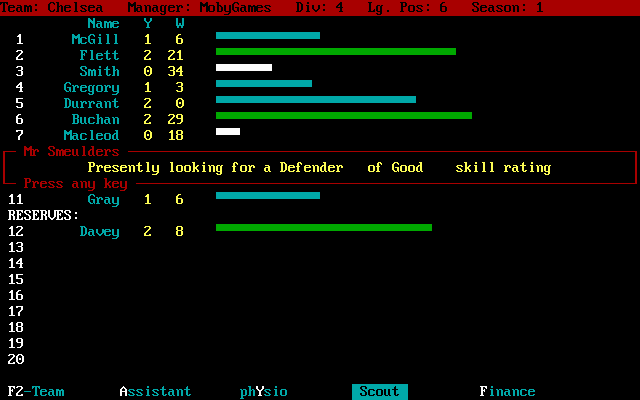 Team: Chelsea Manager: MobyGames Div: 4 Lg. Pos: 6 Season: 1
Name Y W
1 McGill 1 6
2 Flett 2 21
3 Smith 0 34
4 Gregory 1 3
5 Durrant 2 0
6 Buchan 2 29
7 Macleod 0 18
Mr Smeulders
Presently looking for a Defender of Good skill rating
Press any key
11 Gray 1 6
RESERVES:
12 Davey 2 8
13
14
15
16
17
18
19
20
F2-Team Assistant phYsio Scout Finance